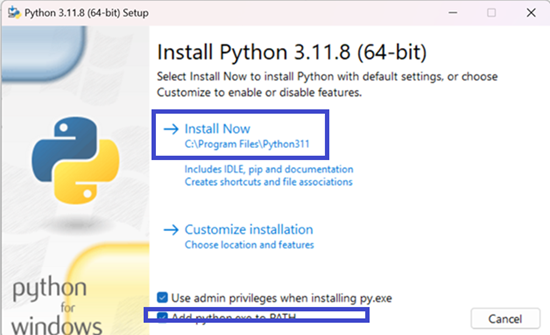 Python 3.11.8 (64-bit) Setup
Install Python 3.11.8 (64-bit)
Select Install Now to install Python with default settings, or choose
Customize to enable or disable features.
Install Now
C:\Program Files\Python311
Includes IDLE, pip and documentation
Creates shortcuts and file associations
Customize installation
Choose location and features
Use admin privileges when installing py.exe
Add python.exe to PATH
Cancel
python
for
windows